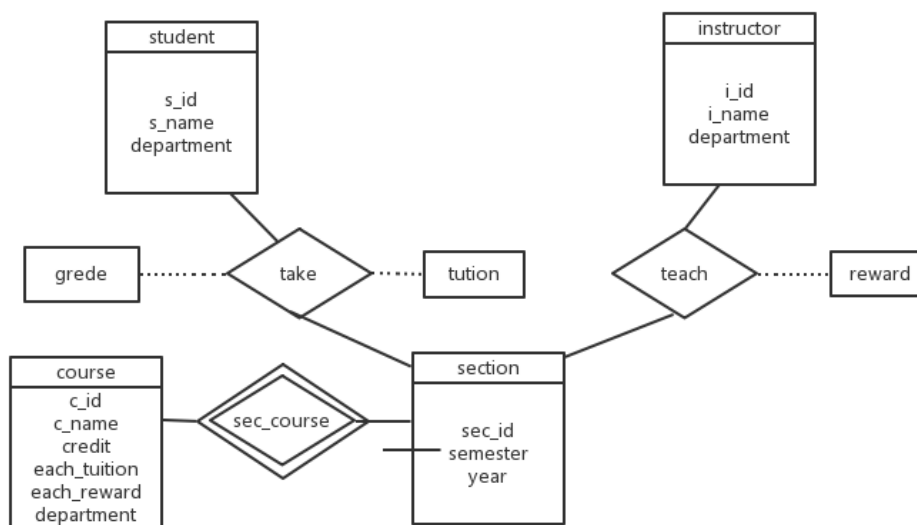 student
s_id
s_name
department
instructor
i_id
i_name
department
grede
take
tution
teach
reward
course
c_id
c_name
credit
each_tuition
each_reward
department
sec_course
section
sec_id
semester
year